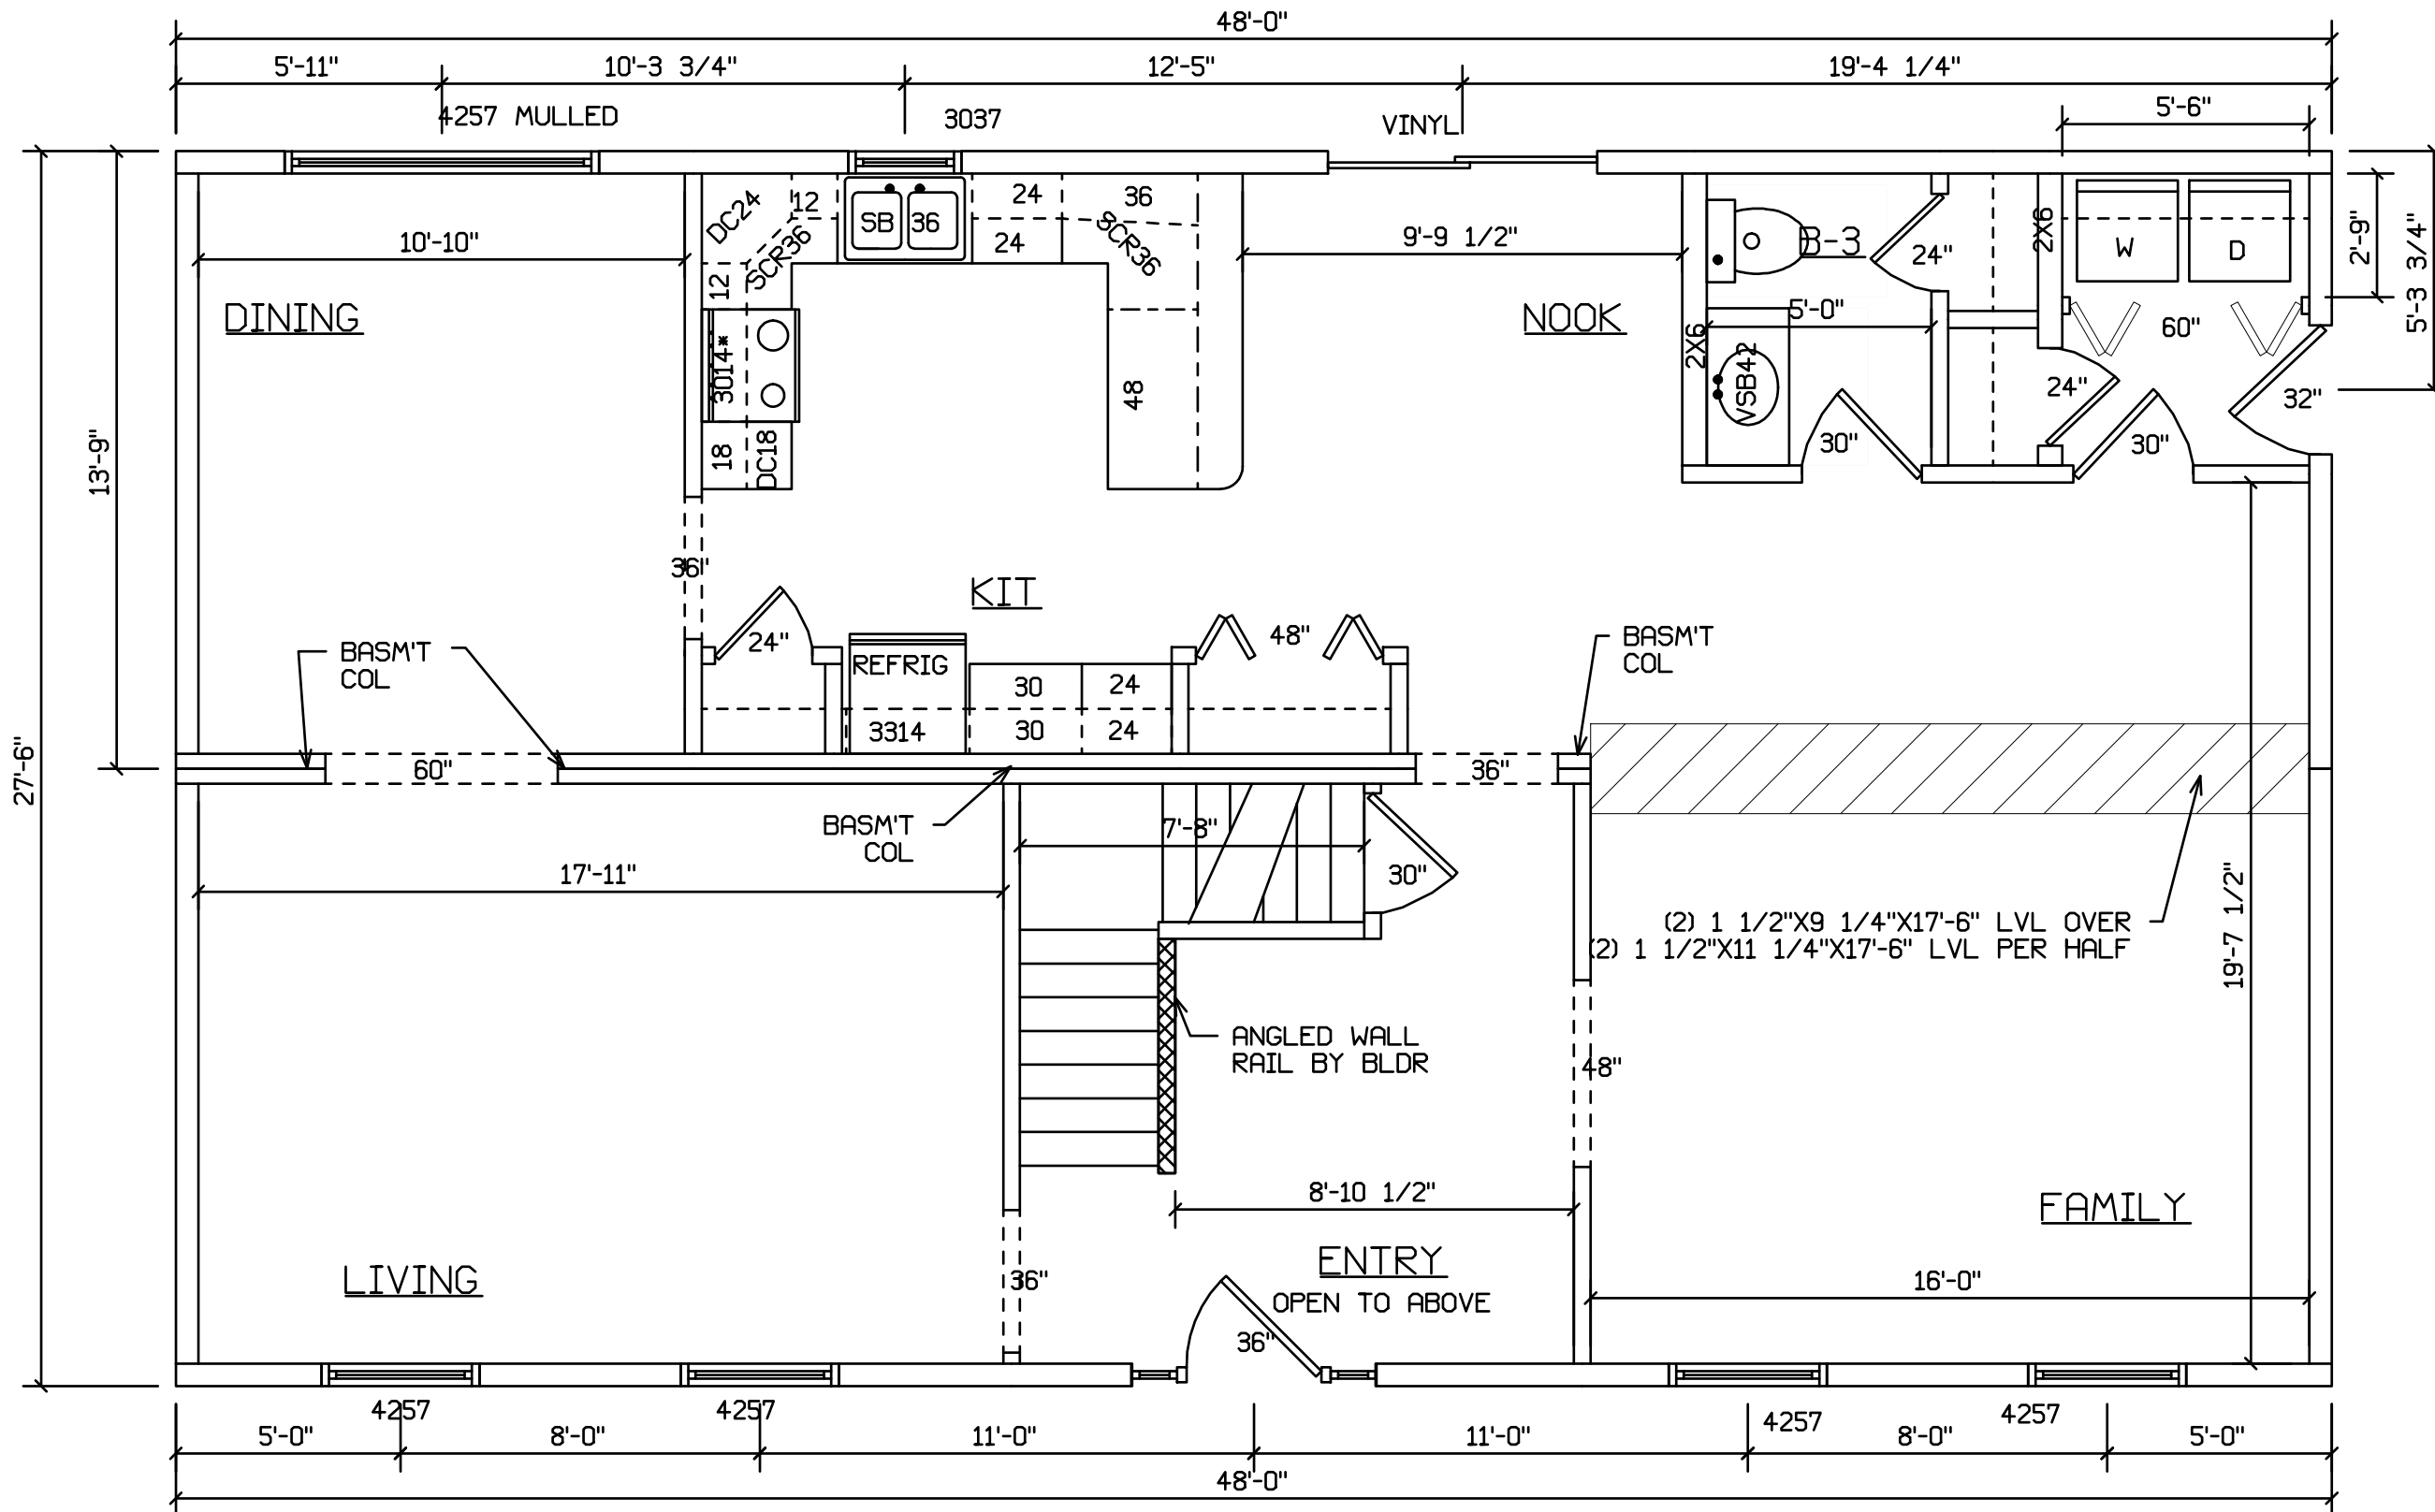 48'-0"
5'-11"
10'-3 3/4"
12'-5"
19'-4 1/4"
4257 MULLED
3037
VINYL
5'-6"
DC24
12
SB 36
24
36
24
SCR36
SCR36
10'-10"
9'-9 1/2"
B-3
24"
2X6
W
D
2'-9"
5'-3 3/4"
DINING
12
NOOK
5'-0"
60"
3014*
48
2X6
VSB42
24"
32"
18
DC18
30"
30"
13'-9"
36"
KIT
24"
48"
BASM'T
COL
BASM'T
COL
REFRIG
30
24
3314
30
24
27'-6"
60"
36"
BASM'T
COL
7'-8"
30"
17'-11"
(2) 1 1/2"X9 1/4"X17'-6" LVL OVER
(2) 1 1/2"X11 1/4"X17'-6" LVL PER HALF
19'-7 1/2"
ANGLED WALL
RAIL BY BLDR
48"
8'-10 1/2"
FAMILY
ENTRY
OPEN TO ABOVE
LIVING
36"
16'-0"
36"
4257
4257
4257
4257
5'-0"
8'-0"
11'-0"
11'-0"
8'-0"
5'-0"
48'-0"